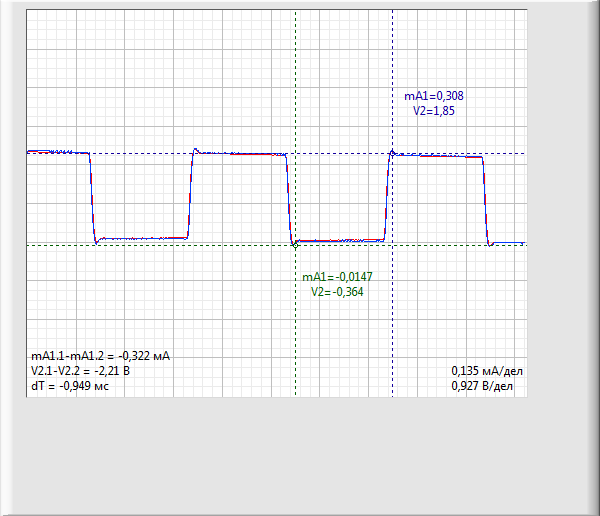 mA1=0,308
V2=1,85
mA1=-0,0147
V2=-0,364
mA1.1-mA1.2 = -0,322 мА
V2.1-V2.2 = -2,21 В
dT = -0,949 мс
0,135 мА/дел
0,927 В/дел